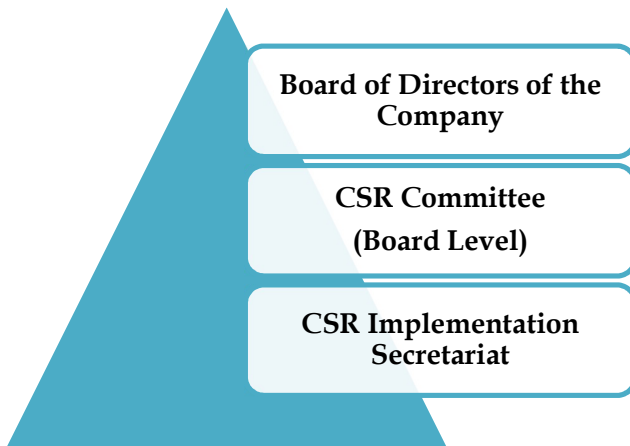 Board of Directors of the
Company
CSR Committee
(Board Level)
CSR Implementation
Secretariat